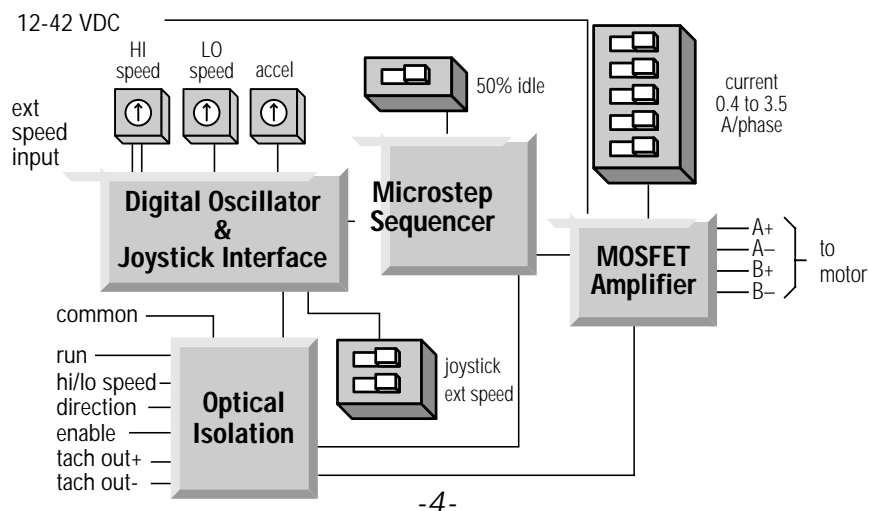 12-42 VDC
HI
speed
LO
speed
accel
50% idle
current
0.4 to 3.5
A/phase
ext
speed
input
Digital Oscillator
&
Joystick Interface
Microstep
Sequencer
MOSFET
Amplifier
A+
A–
B+
B–
to
motor
common
run
hi/lo speed
direction
enable
tach out+
tach out-
Optical
Isolation
joystick
ext speed
-4-